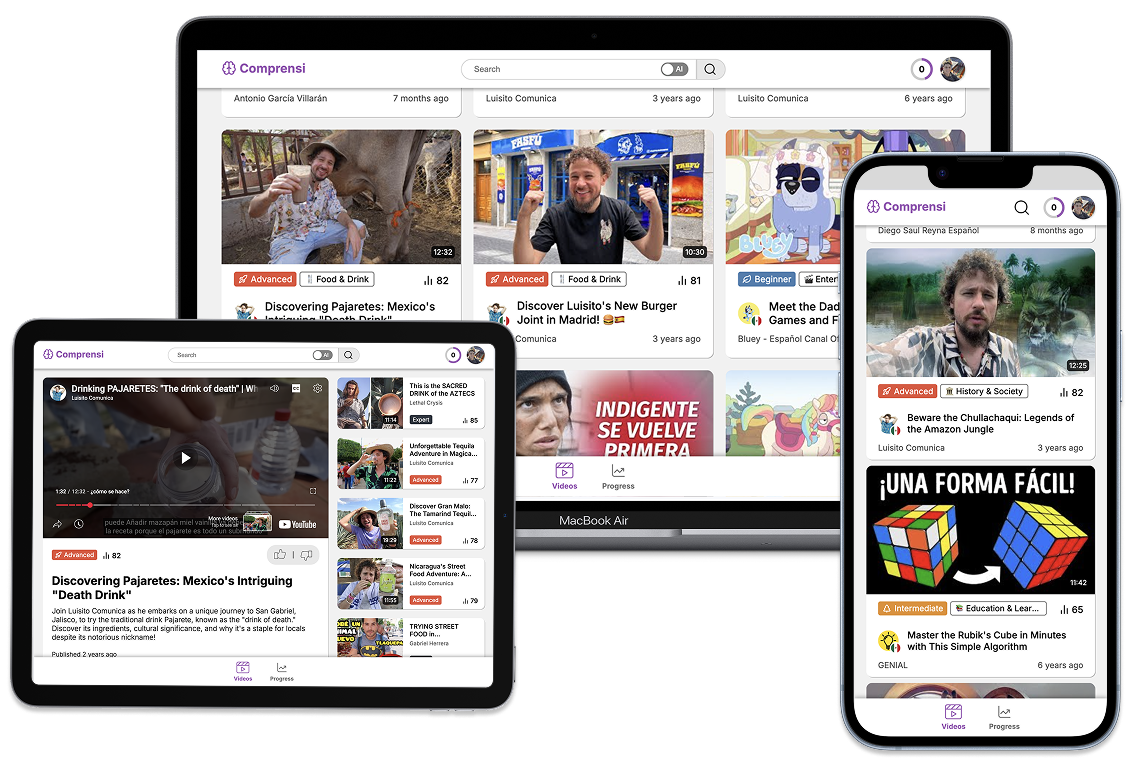 Comprensi
Search
AI
0
Antonio García Villarán
7 months ago
Luisito Comunica
3 years ago
Luisito Comunica
6 years ago
12:32
FASFÚ
FASFÚ
10:30
BLUEY
Advanced
Food & Drink
82
Discovering Pajaretes: Mexico's
Intriguing "Death Drink"
Advanced
Food & Drink
81
Discover Luisito's New Burger
Joint in Madrid!
Comunica
3 years ago
Beginner
Enter
Meet the Dad
Games and F
Bluey - Español Canal Of
INDIGENTE
SE VUELVE
PRIMERA
Videos
Progress
MacBook Air
Comprensi
Search
AI
0
Drinking PAJARETES: "The drink of death" | Wh
Luisito Comunica
1:32 / 12:32 · ¿cómo se hace?
More videos
Tap to see all
YouTube
puede Añadir mazapán miel vaini
la receta porque el pajarete es todo un
Advanced
82
Discovering Pajaretes: Mexico's Intriguing
"Death Drink"
Join Luisito Comunica as he embarks on a unique journey to San Gabriel,
Jalisco, to try the traditional drink Pajarete, known as the "drink of death."
Discover its ingredients, cultural significance, and why it's a staple for locals
despite its notorious nickname!
Published 2 years ago
11:14
This is the SACRED
DRINK of the AZTECS
Lethal Crysis
Expert
85
11:22
Unforgettable Tequila
Adventure in Magica...
Luisito Comunica
Advanced
77
19:29
Discover Gran Malo:
The Tamarind Tequil...
Luisito Comunica
Advanced
78
11:55
Nicaragua's Street
Food Adventure: A...
Luisito Comunica
Advanced
79
TLAQUEPA
TRYING STREET
FOOD in...
Gabriel Herrera
Videos
Progress
Comprensi
0
Diego Saul Reyna Español
8 months ago
12:25
Advanced
History & Society
82
Beware the Chullachaqui: Legends of
the Amazon Jungle
Luisito Comunica
3 years ago
¡UNA FORMA FÁCIL!
11:42
Intermediate
Education & Lear...
65
Master the Rubik's Cube in Minutes
with This Simple Algorithm
GENIAL
6 years ago
Videos
Progress